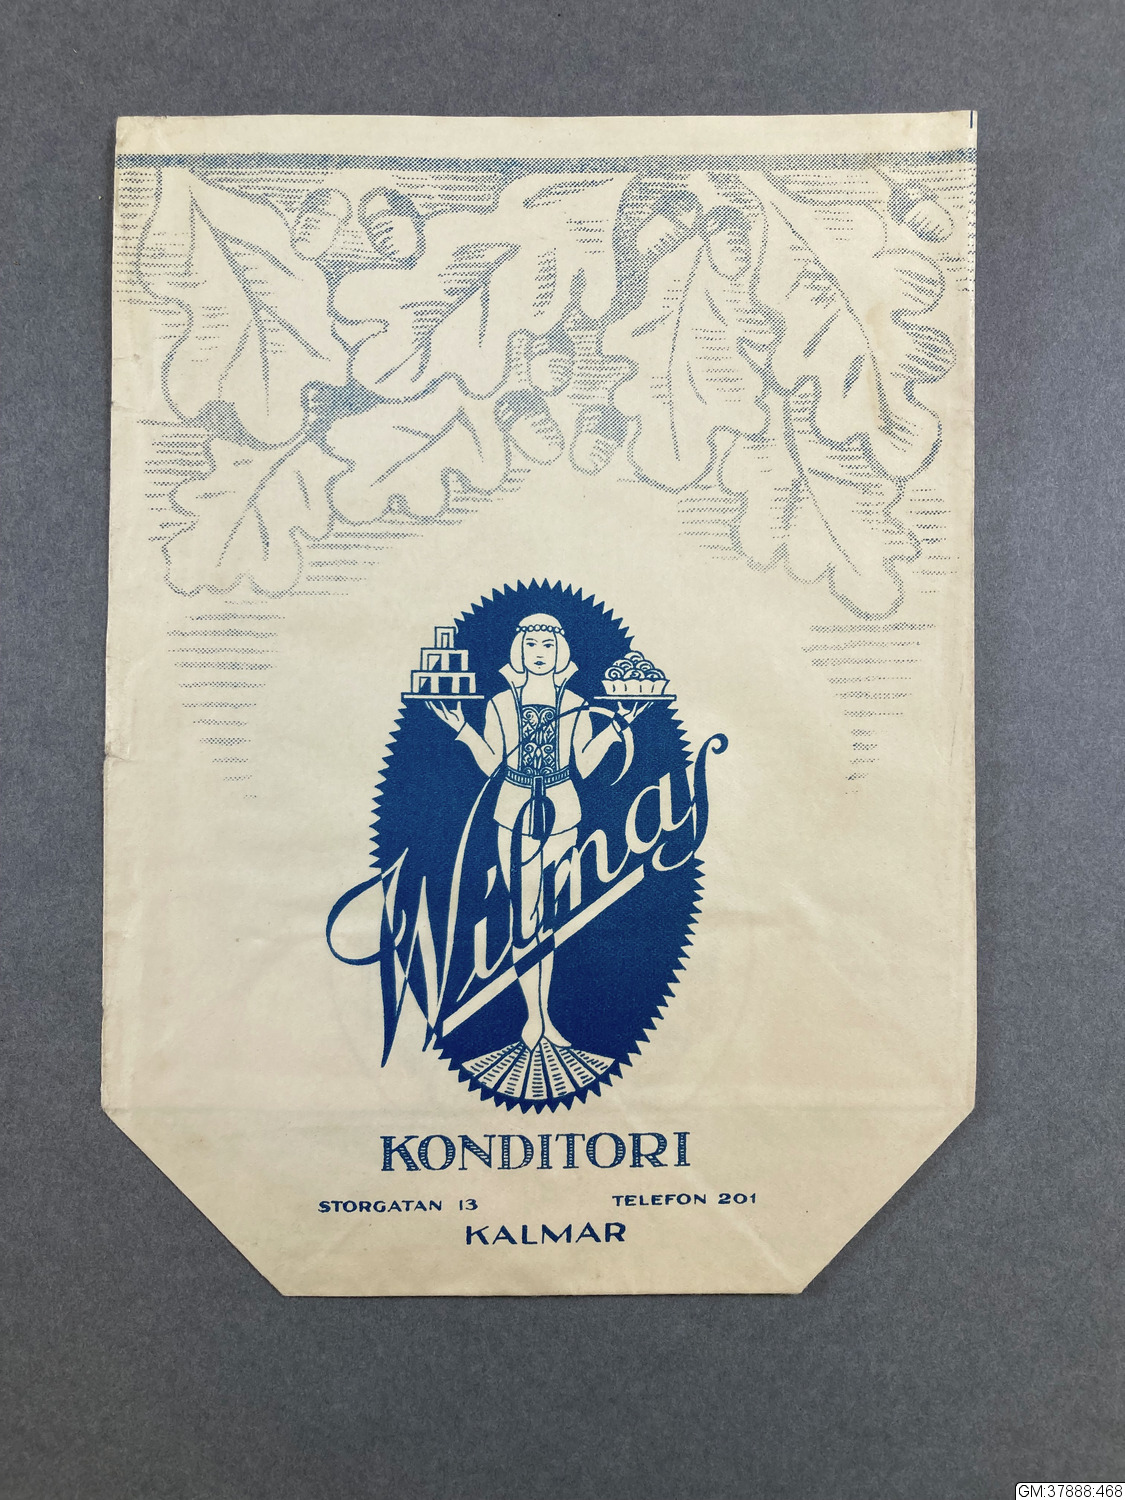 Wilmas
KONDITORI
STORGATAN 13 TELEFON 201
KALMAR
GM:37888:468